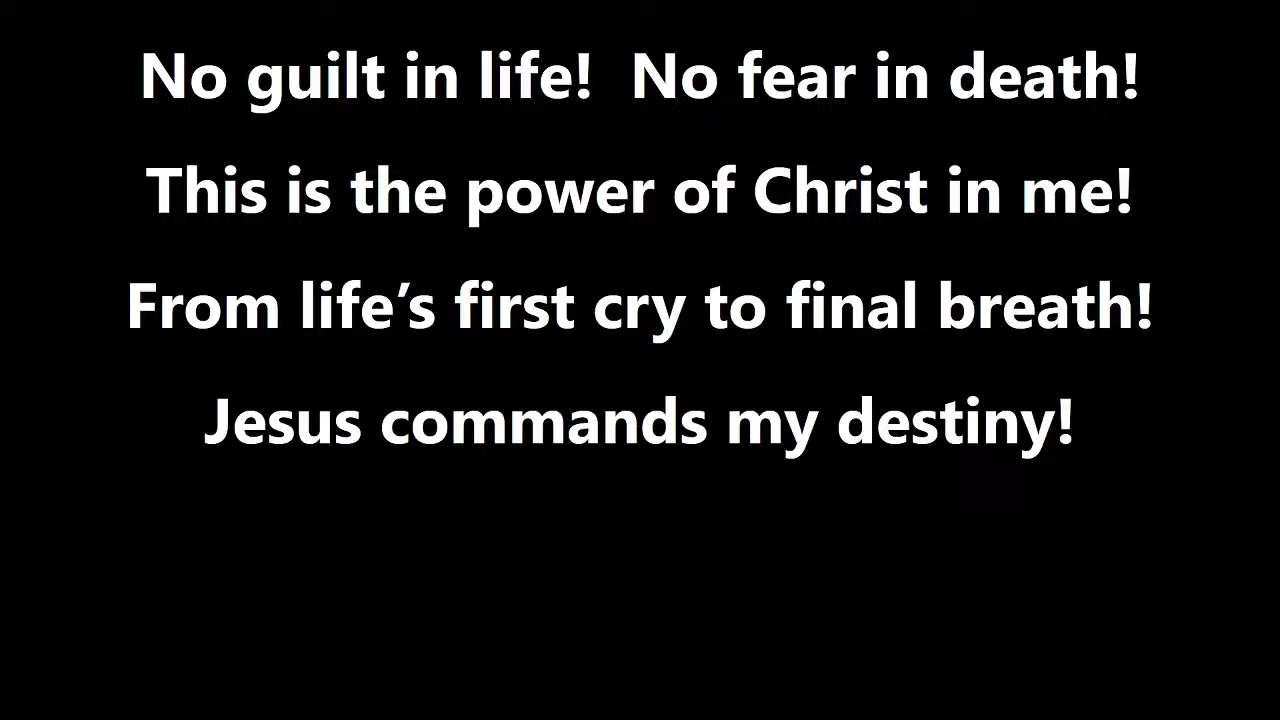 No guilt in life!  No fear in death!
This is the power of Christ in me!
From life’s first cry to final breath!
Jesus commands my destiny!